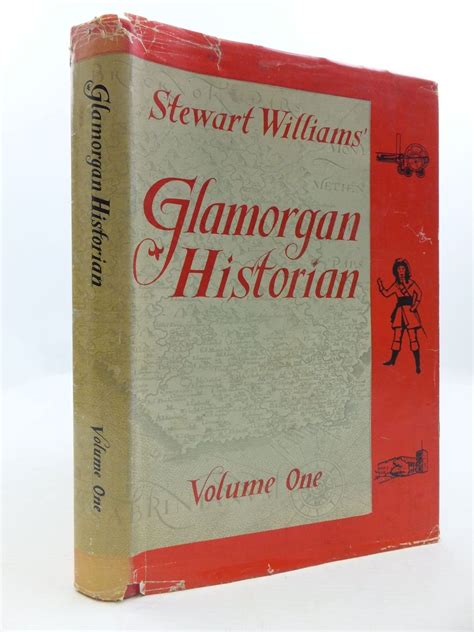 Glamorgan Historian
Volume One
Stewart Williams'
Glamorgan
Historian
Volume One